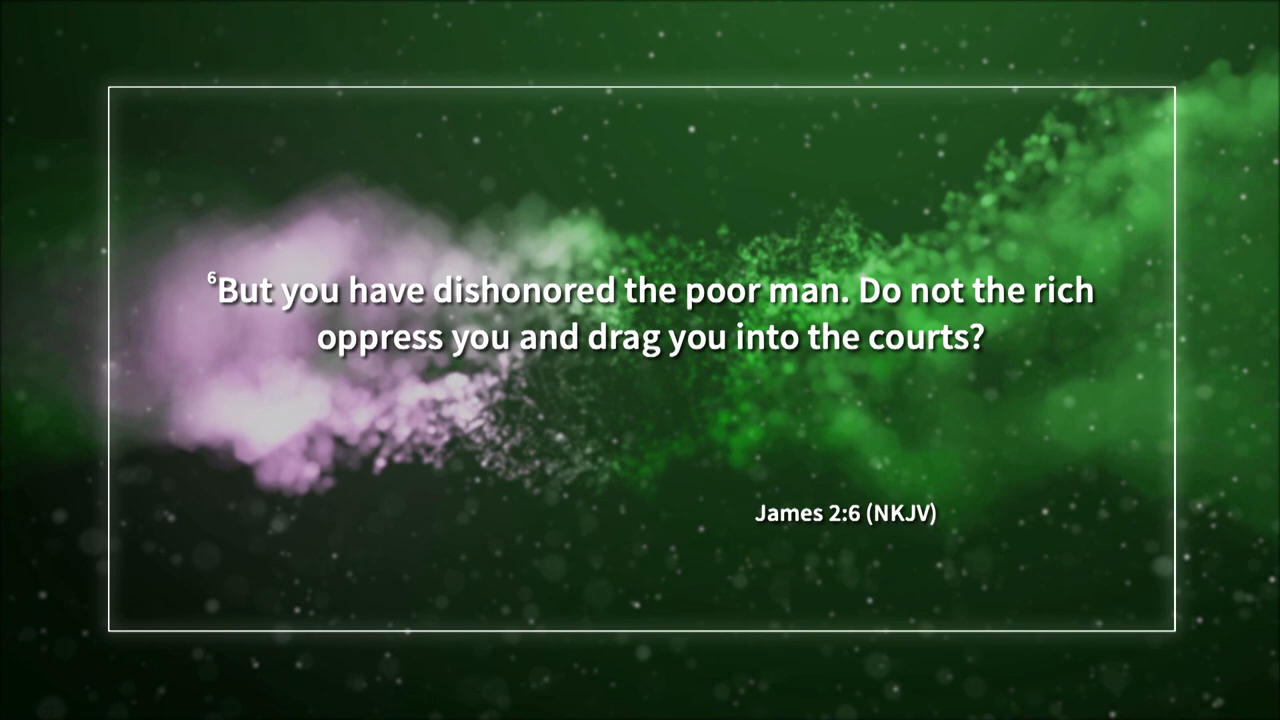 ⁶But you have dishonored the poor man. Do not the rich
oppress you and drag you into the courts?
James 2:6 (NKJV)